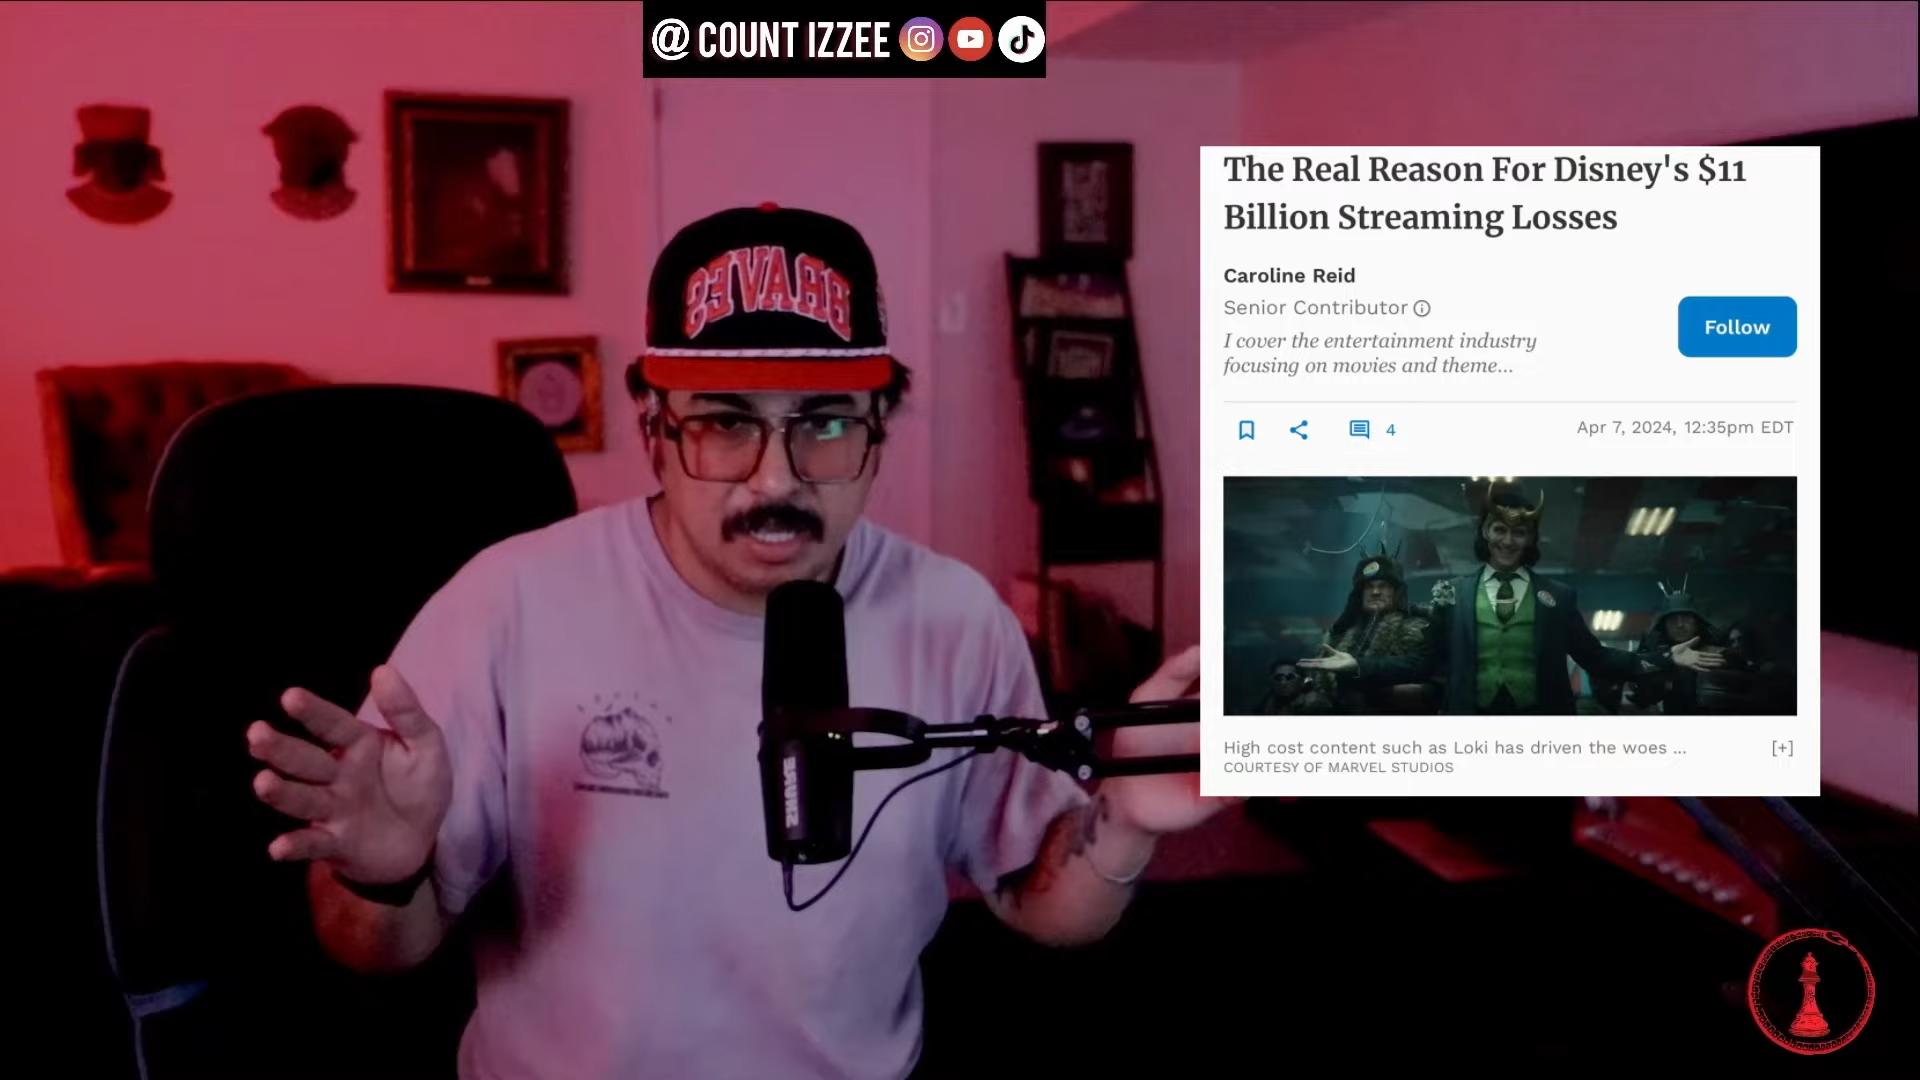 @ COUNT IZZEE
BRAVES
The Real Reason For Disney's $11
Billion Streaming Losses
Caroline Reid
Senior Contributor
Follow
I cover the entertainment industry
focusing on movies and theme...
4
Apr 7, 2024, 12:35pm EDT
High cost content such as Loki has driven the woes ...
[+]
COURTESY OF MARVEL STUDIOS
SHURE